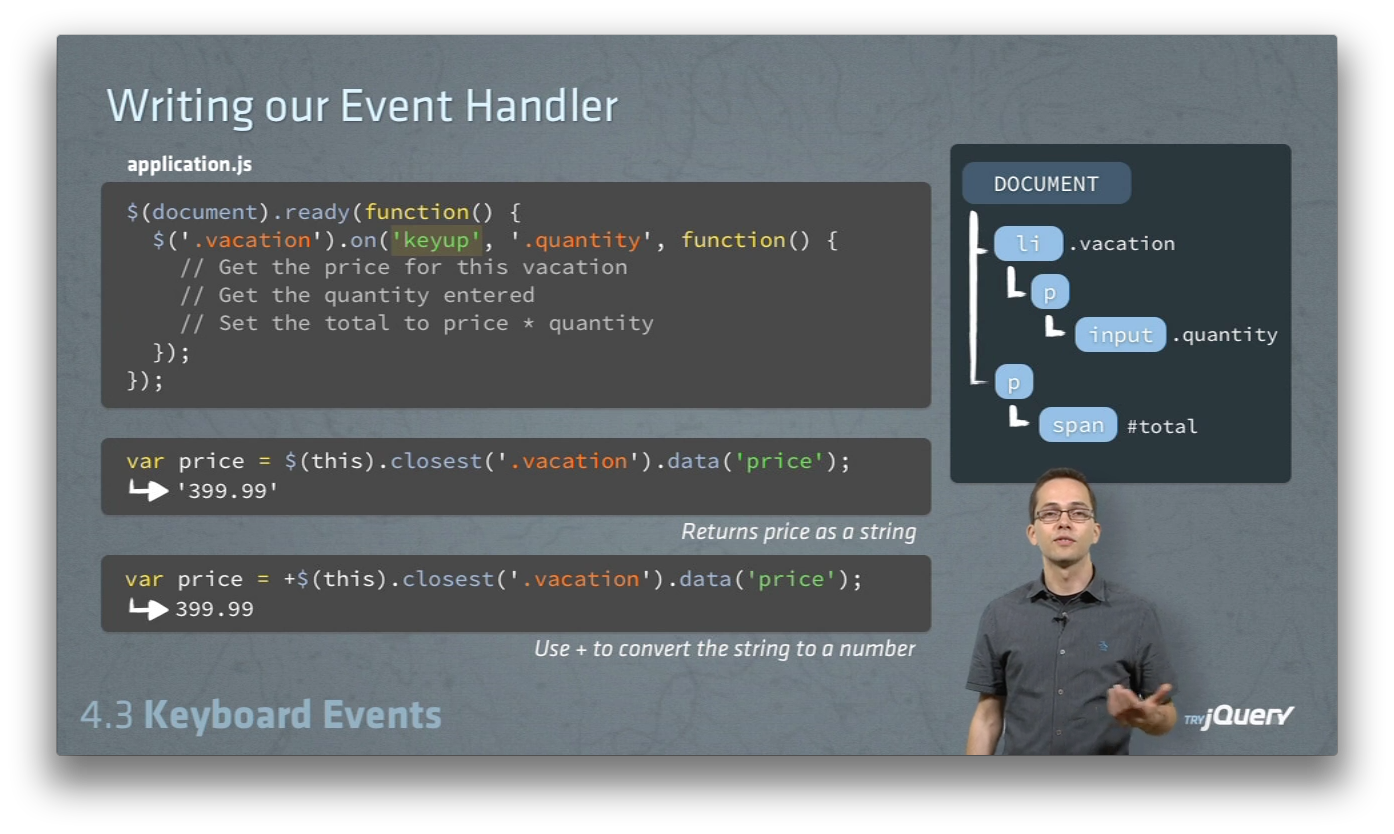 Writing our Event Handler
application.js
$(document).ready(function() {
$('.vacation').on('keyup', '.quantity', function() {
// Get the price for this vacation
// Get the quantity entered
// Set the total to price * quantity
});
});
var price = $(this).closest('.vacation').data('price');
'399.99'
Returns price as a string
var price = +$(this).closest('.vacation').data('price');
399.99
Use + to convert the string to a number
DOCUMENT
li .vacation
p
input .quantity
p
span #total
4.3 Keyboard Events
TRY jQuery